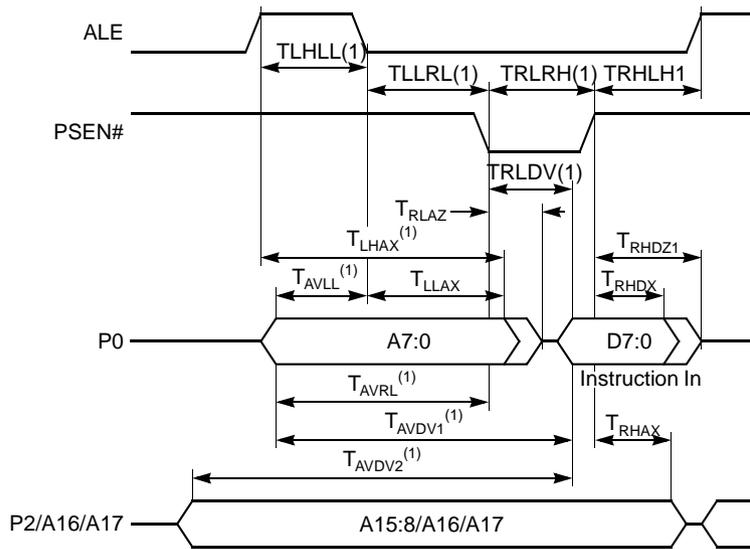 ALE
TLHLL(1)
TLLRL(1) TRLRH(1) TRHLH1
PSEN#
TRLDV(1)
TRLAZ
TLHAX(1)
TRHDZ1
TAVLL(1) TLLAX TRHDX
P0 A7:0 D7:0
Instruction In
TAVRL(1)
TAVDV1(1) TRHAX
TAVDV2(1)
P2/A16/A17 A15:8/A16/A17